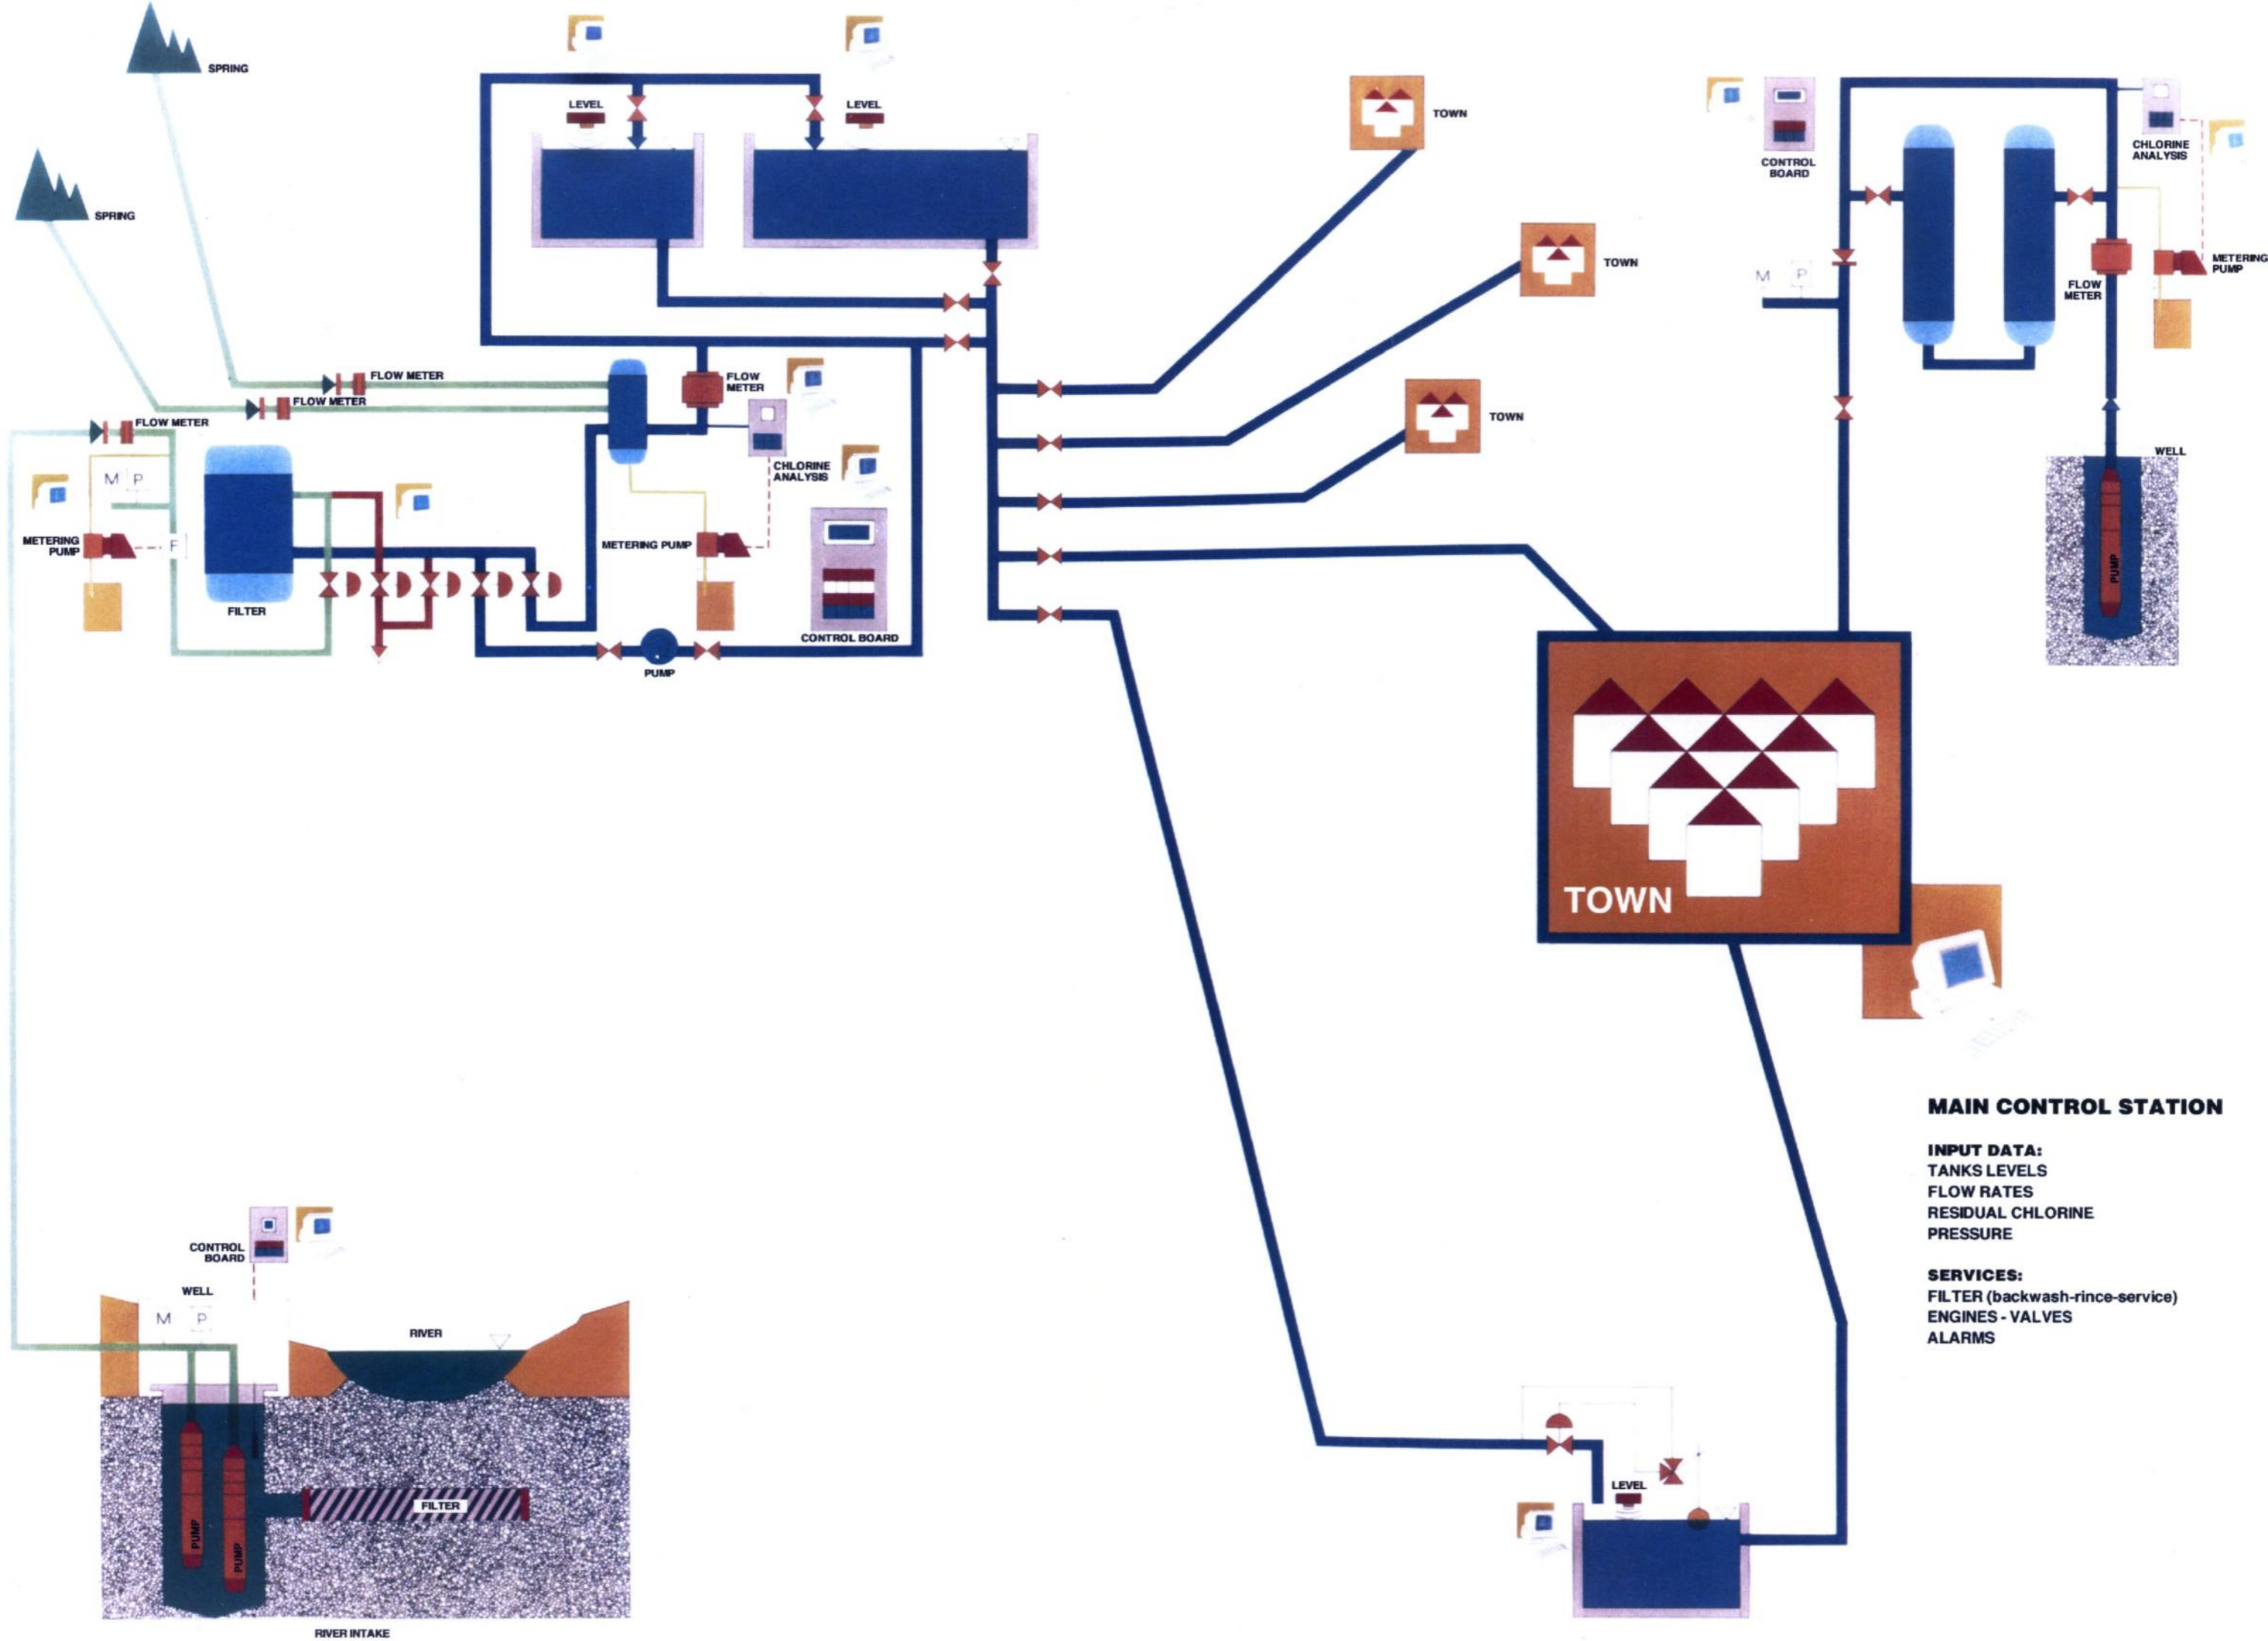 SPRING
SPRING
LEVEL
LEVEL
TOWN
TOWN
TOWN
CONTROL
BOARD
CHLORINE
ANALYSIS
M
P
FLOW
METER
METERING
PUMP
WELL
PUMP
FLOW METER
FLOW METER
FLOW METER
FLOW
METER
CHLORINE
ANALYSIS
M
P
METERING
PUMP
F
FILTER
METERING PUMP
CONTROL BOARD
PUMP
TOWN
MAIN CONTROL STATION
INPUT DATA:
TANKS LEVELS
FLOW RATES
RESIDUAL CHLORINE
PRESSURE
SERVICES:
FILTER (backwash-rince-service)
ENGINES - VALVES
ALARMS
CONTROL
BOARD
WELL
M
P
RIVER
FILTER
PUMP
PUMP
RIVER INTAKE
LEVEL